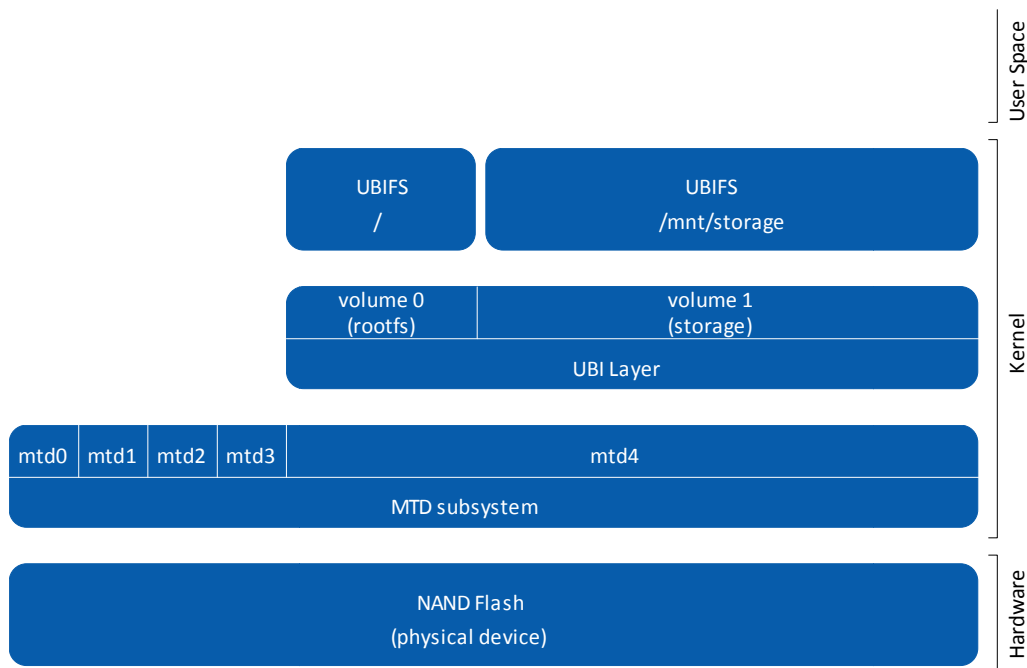 User Space
UBIFS
/
UBIFS
/mnt/storage
volume 0
(rootfs)
volume 1
(storage)
UBI Layer
Kernel
mtd0
mtd1
mtd2
mtd3
mtd4
MTD subsystem
NAND Flash
(physical device)
Hardware